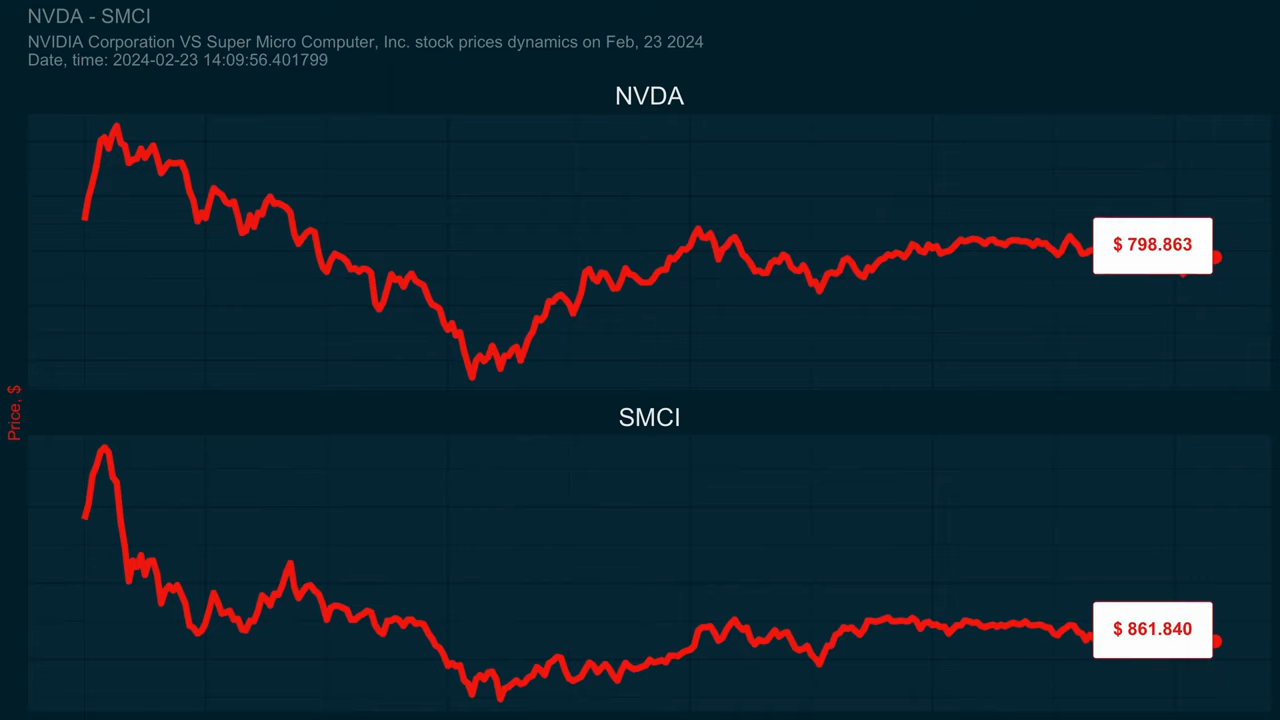 NVDA - SMCI
NVIDIA Corporation VS Super Micro Computer, Inc. stock prices dynamics on Feb, 23 2024
Date, time: 2024-02-23 14:09:56.401799
NVDA
$ 798.863
Price, $
SMCI
$ 861.840